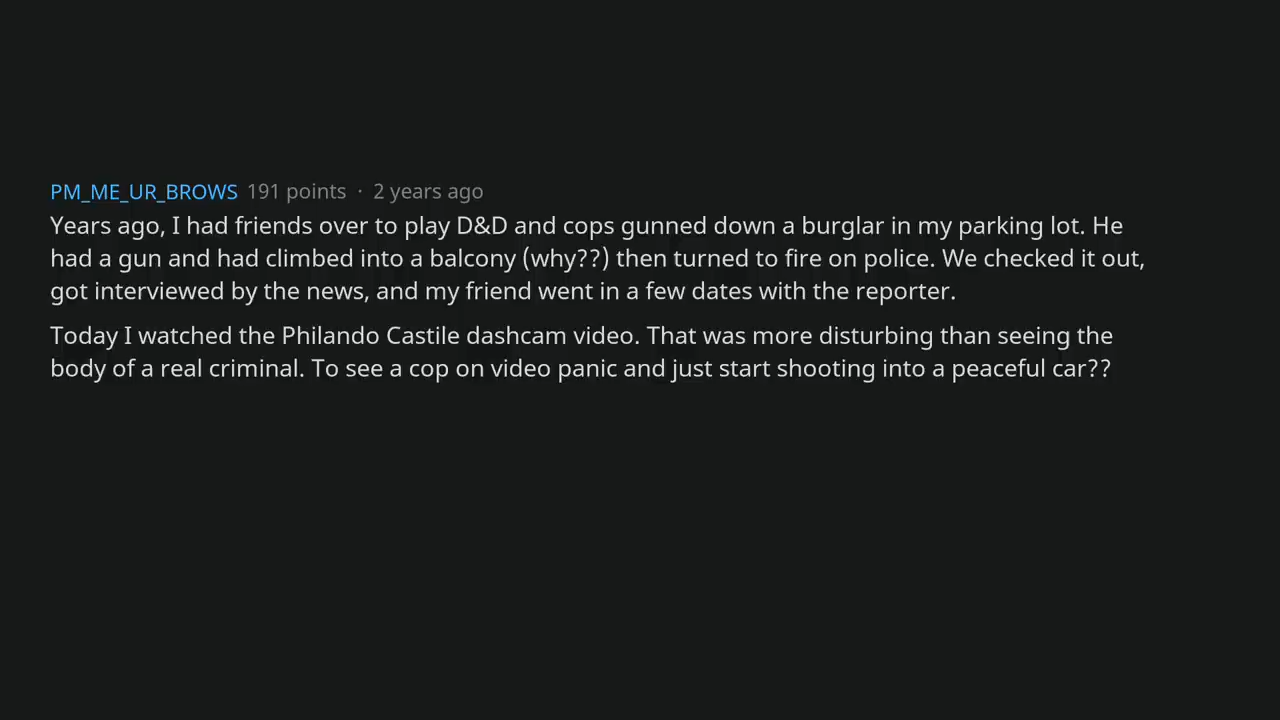 PM_ME_UR_BROWS 191 points · 2 years ago
Years ago, I had friends over to play D&D and cops gunned down a burglar in my parking lot. He
had a gun and had climbed into a balcony (why??) then turned to fire on police. We checked it out,
got interviewed by the news, and my friend went in a few dates with the reporter.
Today I watched the Philando Castile dashcam video. That was more disturbing than seeing the
body of a real criminal. To see a cop on video panic and just start shooting into a peaceful car??